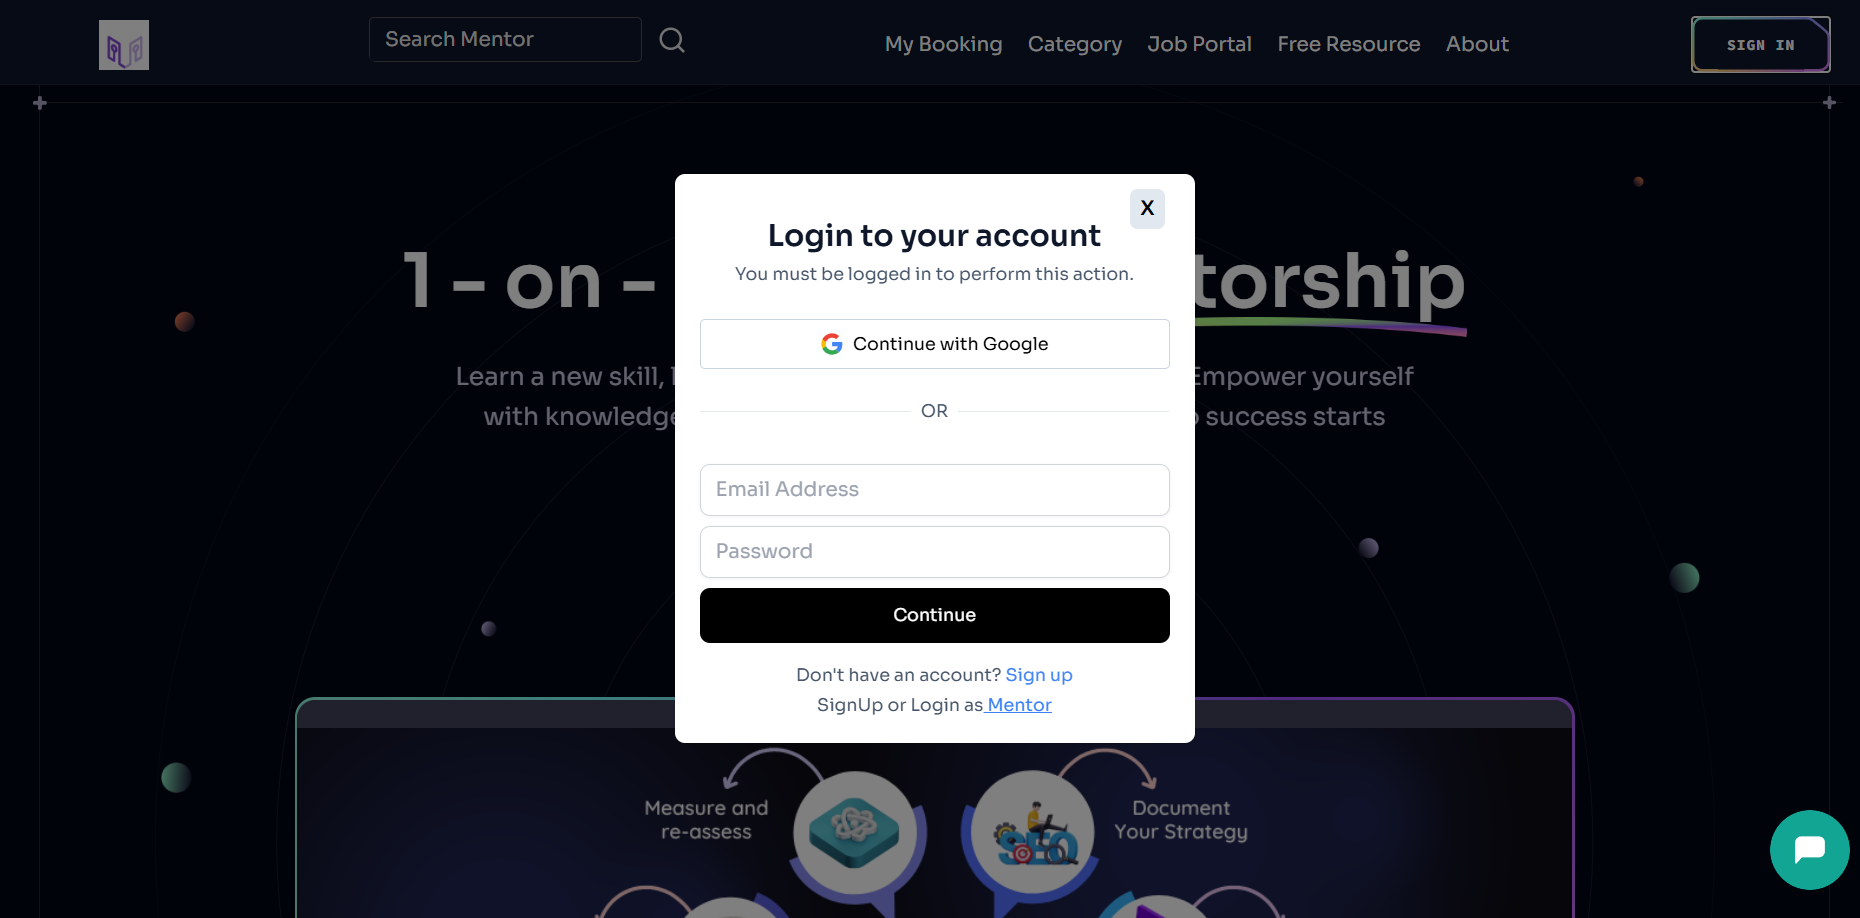 Search Mentor
My Booking
Category
Job Portal
Free Resource
About
SIGN IN
1 - on - torship
Learn a new skill, Empower yourself
with knowledge success starts
X
Login to your account
You must be logged in to perform this action.
Continue with Google
OR
Email Address
Password
Continue
Don't have an account? Sign up
SignUp or Login as Mentor
Measure and
re-assess
Document
Your Strategy
SEO